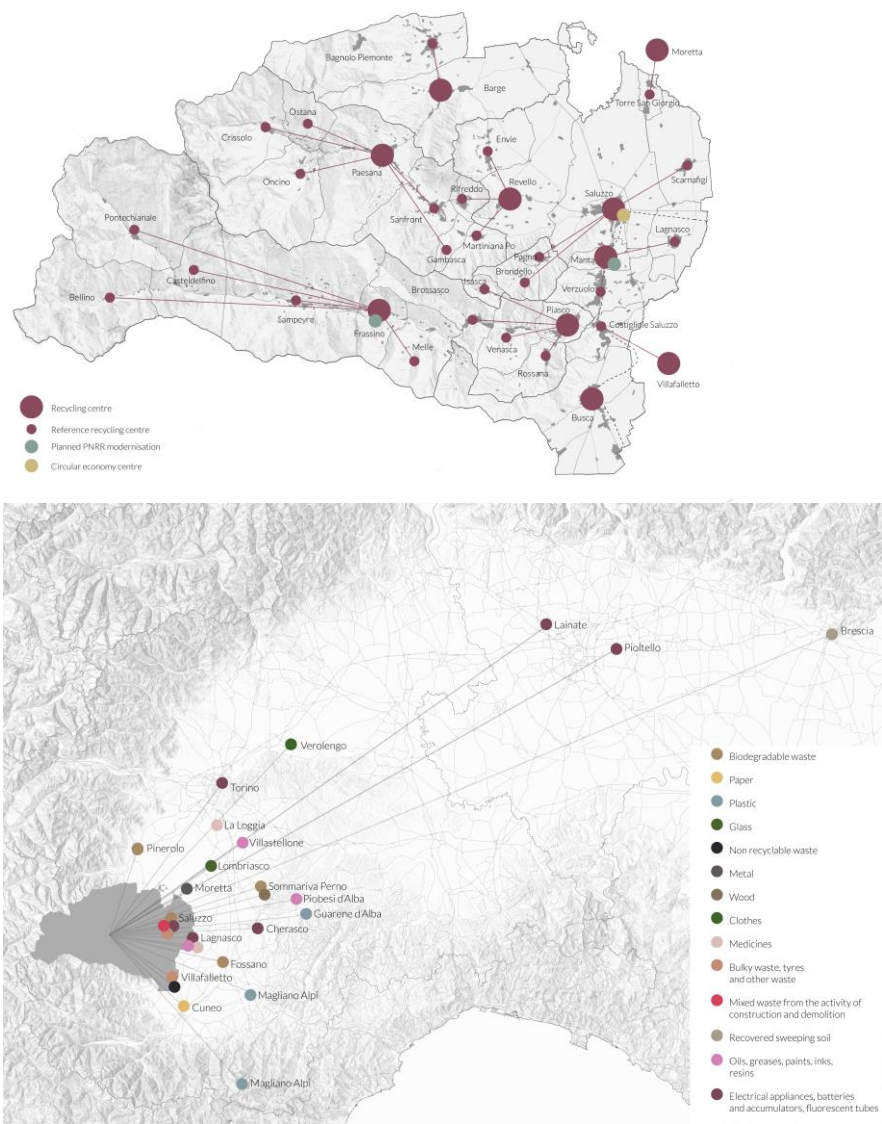 Moretta
Bagnolo Piemonte
Barge
Torre San Giorgio
Ostana
Crissolo
Envie
Paesana
Scarnafigi
Oncino
Rifreddo
Revello
Saluzzo
Sanfront
Pontechianale
Lagnasco
Martiniana Po
Pagno
Manta
Gambasca
Brondello
Casteldelfino
Isasca
Verzuolo
Bellino
Brossasco
Sampeyre
Piasco
Costigliole Saluzzo
Frassino
Venasca
Melle
Rossana
Villafalletto
Busca
Recycling centre
Reference recycling centre
Planned PNRR modernisation
Circular economy centre
Lainate
Brescia
Pioltello
Verolengo
Torino
La Loggia
Villastellone
Pinerolo
Lombriasco
Moretta
Sommariva Perno
Piobesi d'Alba
Guarene d'Alba
Saluzzo
Cherasco
Lagnasco
Fossano
Villafalletto
Magliano Alpi
Cuneo
Magliano Alpi
Biodegradable waste
Paper
Plastic
Glass
Non recyclable waste
Metal
Wood
Clothes
Medicines
Bulky waste, tyres
and other waste
Mixed waste from the activity of
construction and demolition
Recovered sweeping soil
Oils, greases, paints, inks,
resins
Electrical appliances, batteries
and accumulators, fluorescent tubes